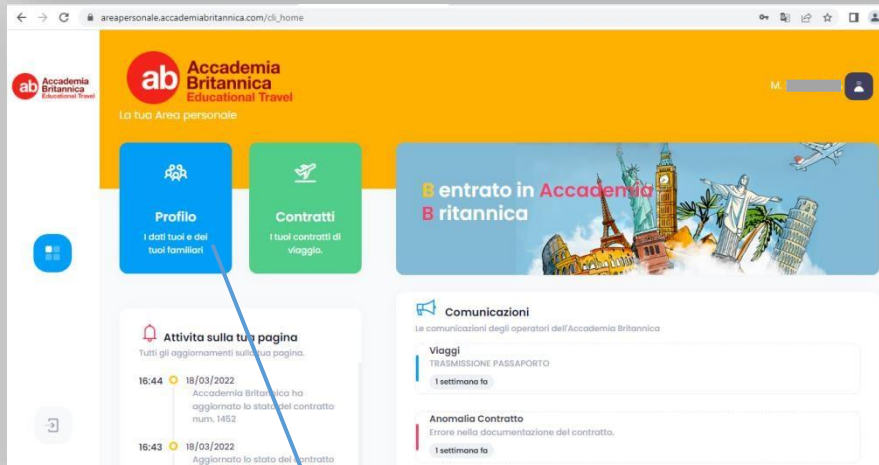 areapersonale.accademiabritannica.com/cli_home
ab Accademia
Britannica
Educational Travel
ab Accademia
Britannica
Educational Travel
La tua Area personale
M.
Profilo
I dati tuoi e dei
tuoi familiari
Contratti
I tuoi contratti di
viaggio.
B entrato in Accademia
B ritannica
Attivita sulla tua pagina
Tutti gli aggiornamenti sulla tua pagina.
16:44 18/03/2022
Accademia Britannica ha
aggiornato lo stato del contratto
num. 1452
16:43 18/03/2022
Aggiornato lo stato del contratto
Comunicazioni
Le comunicazioni degli operatori dell'Accademia Britannica
Viaggi
TRASMISSIONE PASSAPORTO
1 settimana fa
Anomalia Contratto
Errore nella documentazione del contratto.
1 settimana fa